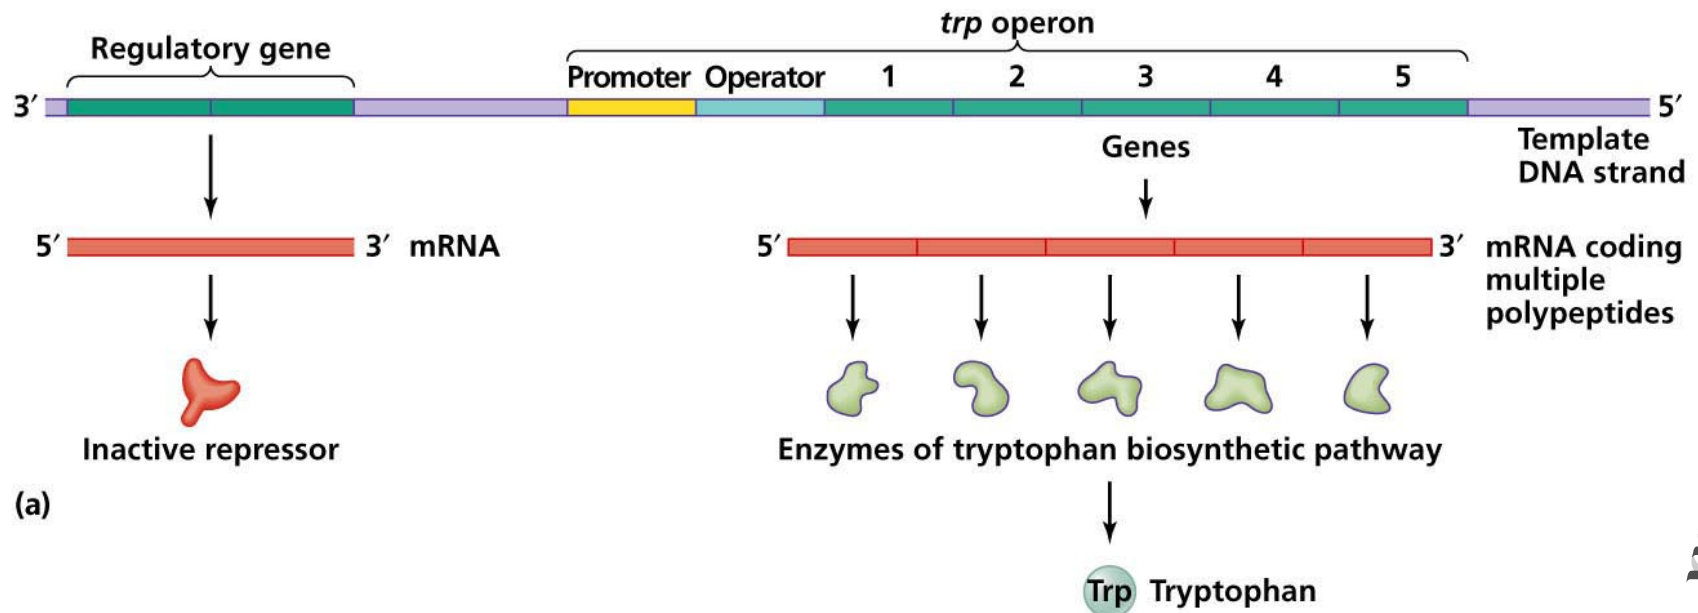 trp operon
Regulatory gene
Promoter Operator 1 2 3 4 5
3′ 5′
Genes
Template
DNA strand
5′ 3′ mRNA
5′ 3′ mRNA coding
multiple
polypeptides
Inactive repressor
Enzymes of tryptophan biosynthetic pathway
(a)
Trp Tryptophan